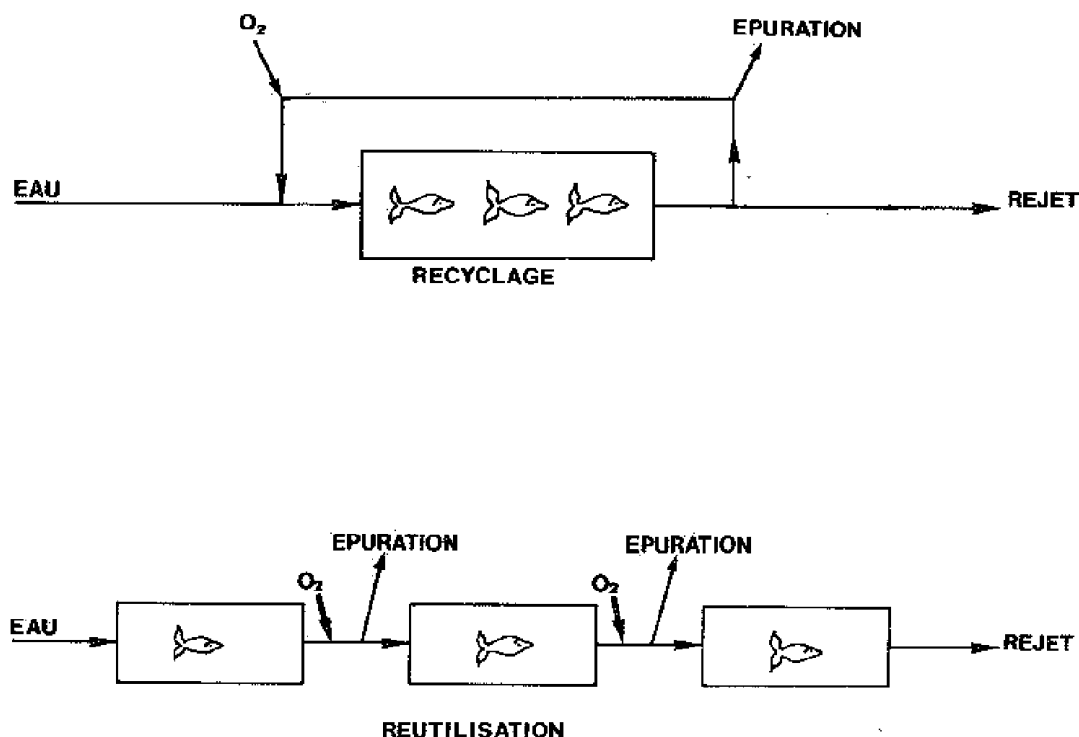 O₂
EPURATION
EAU
REJET
RECYCLAGE
EPURATION
EPURATION
O₂
O₂
EAU
REJET
REUTILISATION